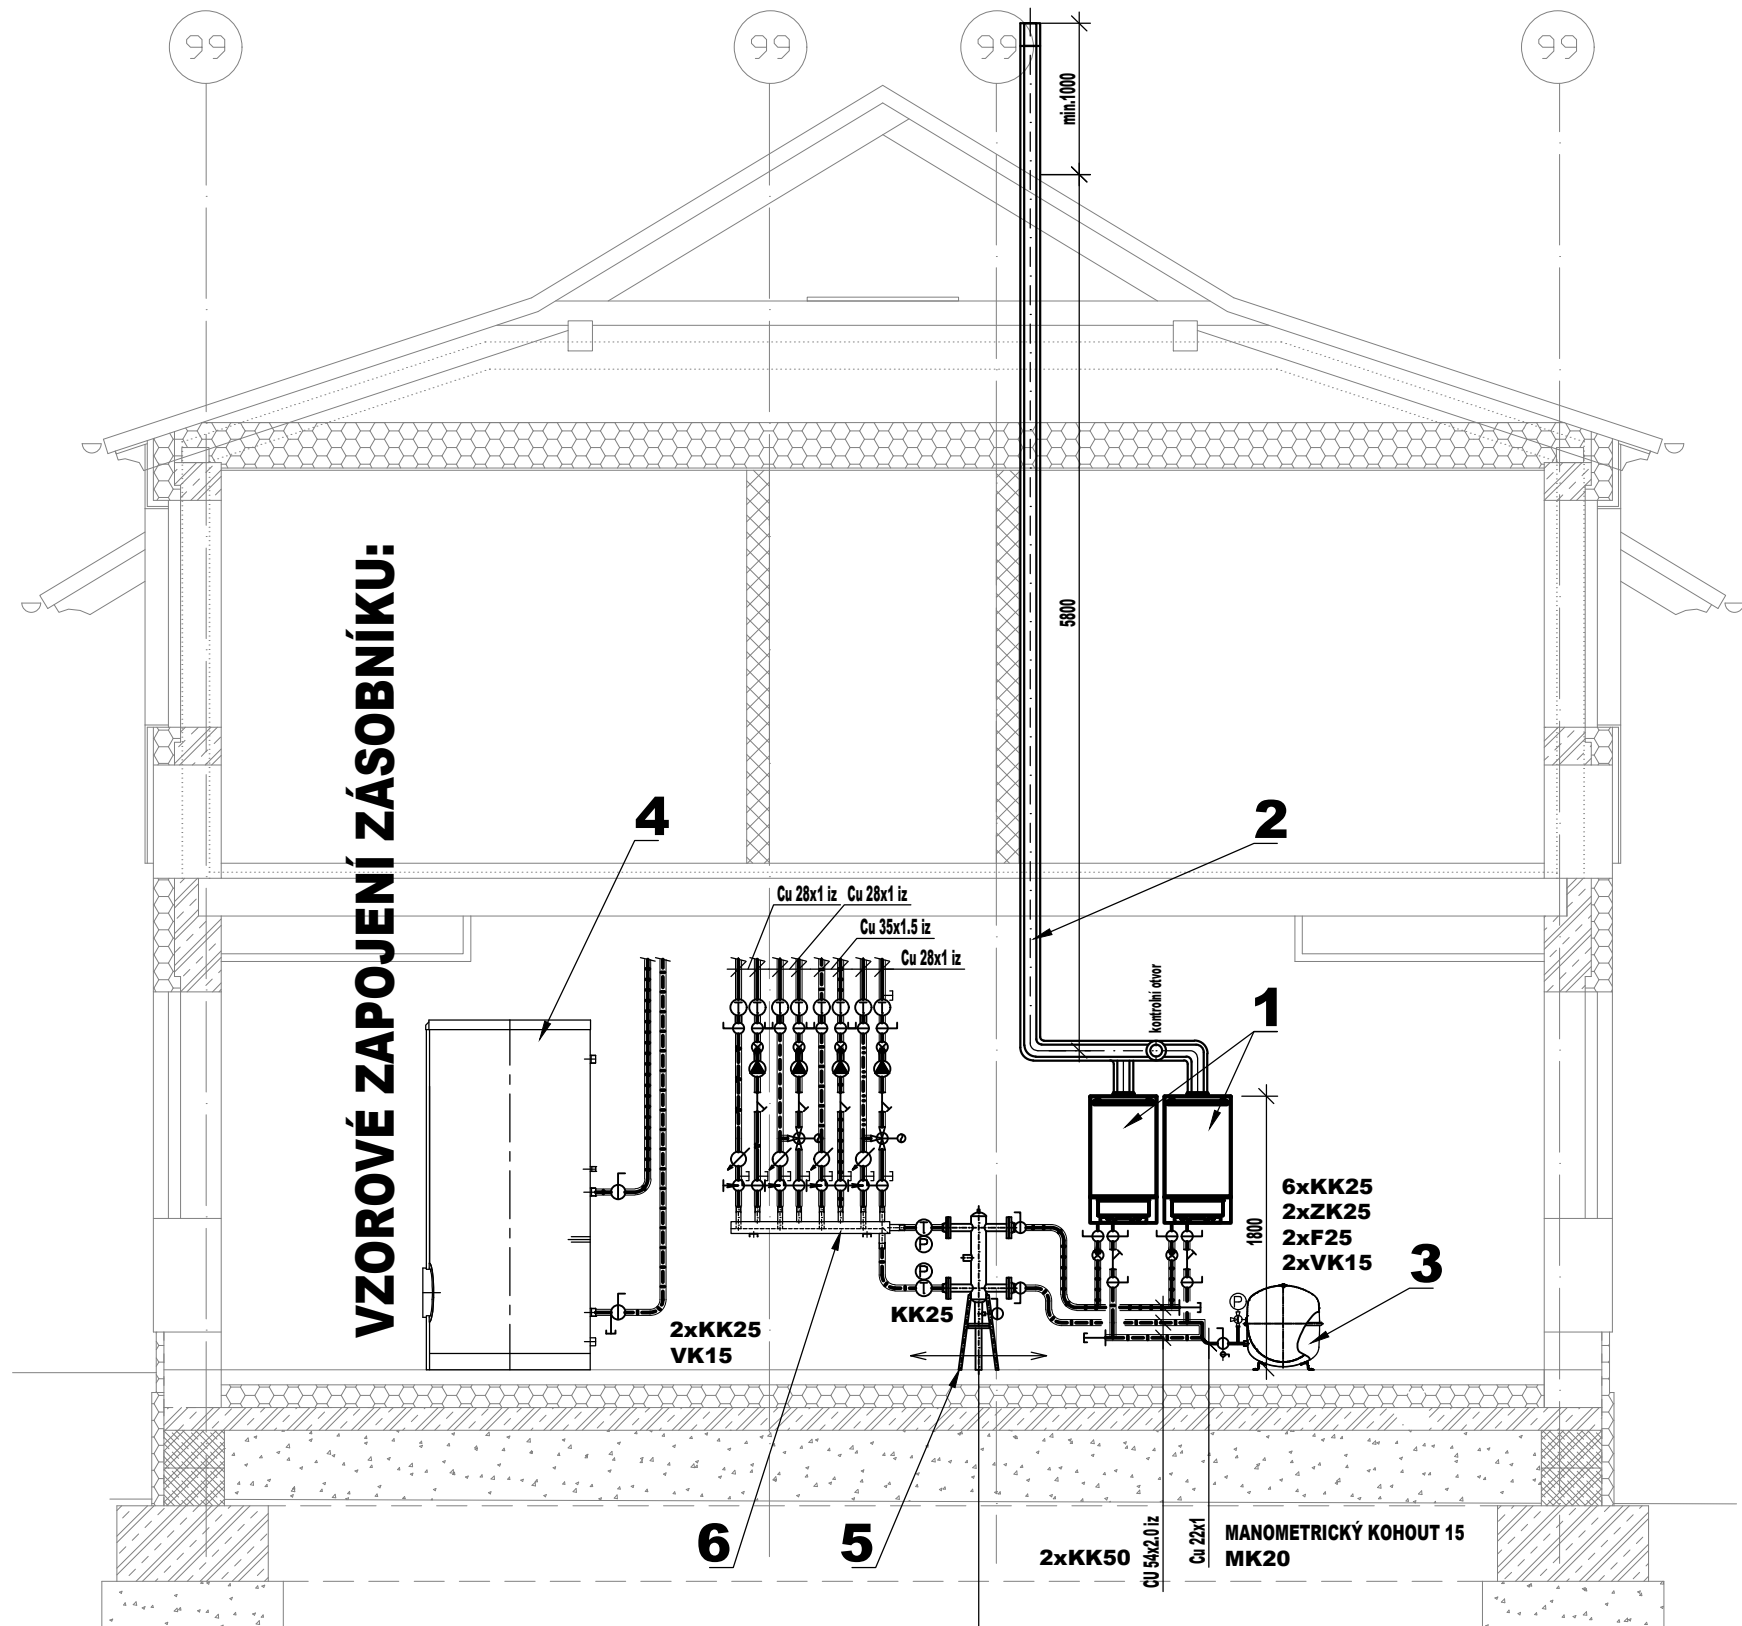 99
99
99
99
min.1000
5800
VZOROVÉ ZAPOJENÍ ZÁSOBNÍKU:
4
2
Cu 28x1 iz
Cu 28x1 iz
Cu 35x1.5 iz
Cu 28x1 iz
kontrolní otvor
1
1800
6xKK25
2xZK25
2xF25
2xVK15
3
P
P
P
KK25
2xKK25
VK15
6
5
2xKK50
CU 54x2.0 iz
Cu 22x1
MANOMETRICKÝ KOHOUT 15
MK20